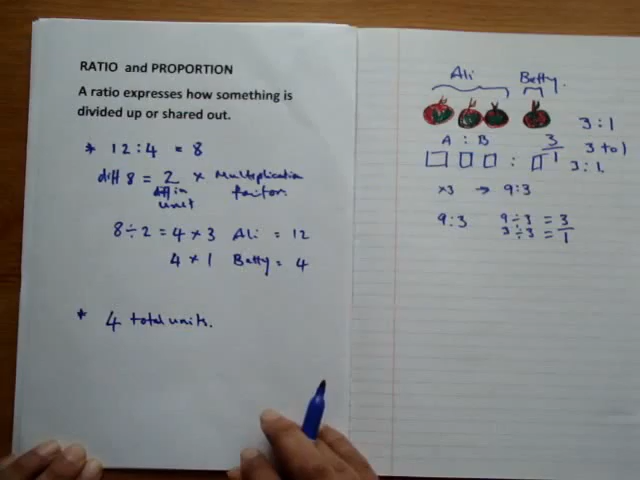 RATIO and PROPORTION
A ratio expresses how something is
divided up or shared out.
* 12:4 = 8
diff 8 = 2 × Multiplication
diff in factor.
unit
8 ÷ 2 = 4 × 3 Ali = 12
4 × 1 Betty = 4
* 4 total units.
Ali Betty.
3 : 1
A : B
3/1 3 to 1
: 3 : 1.
×3 → 9:3
9:3 9 ÷ 3 = 3
3 ÷ 3 = 1